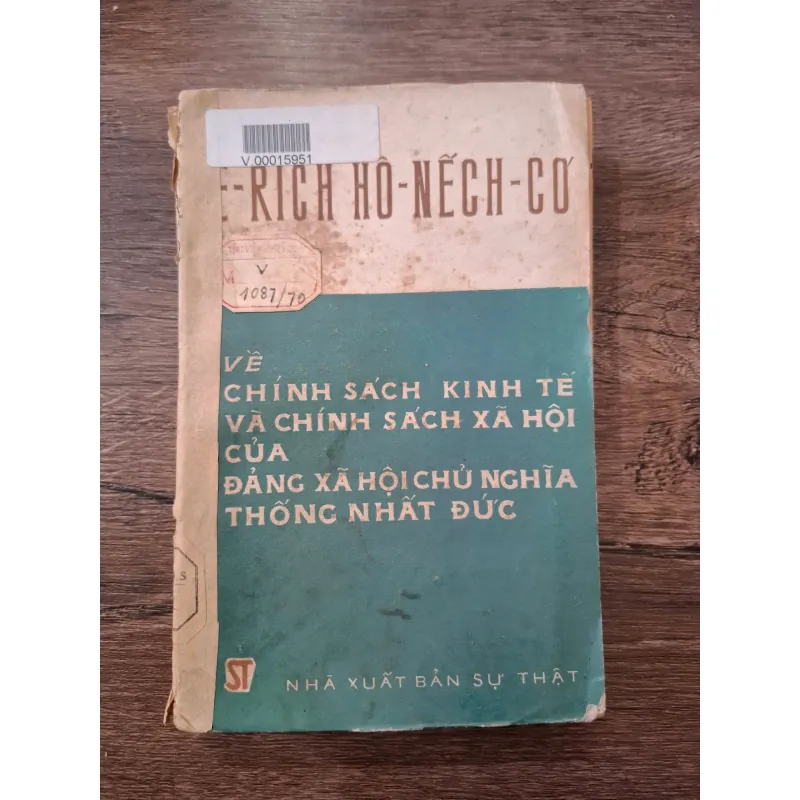 V.00015951
E-RÍCH HÔ-NẾCH-CƠ
V
1087/70
VỀ
CHÍNH SÁCH KINH TẾ
VÀ CHÍNH SÁCH XÃ HỘI
CỦA
ĐẢNG XÃ HỘI CHỦ NGHĨA
THỐNG NHẤT ĐỨC
ST
NHÀ XUẤT BẢN SỰ THẬT